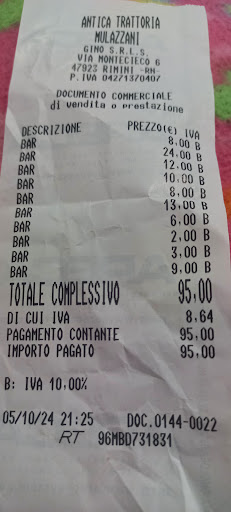 ANTICA TRATTORIA
MULAZZANI
GINO S.R.L.S.
VIA MONTECIECO 6
47923 RIMINI -RN-
P.IVA 04271370407
DOCUMENTO COMMERCIALE
di vendita o prestazione
DESCRIZIONE PREZZO(€) IVA
BAR 8,00 B
BAR 24,00 B
BAR 12,00 B
BAR 10,00 B
BAR 8,00 B
BAR 13,00 B
BAR 6,00 B
BAR 2,00 B
BAR 3,00 B
BAR 9,00 B
TOTALE COMPLESSIVO 95,00
DI CUI IVA 8,64
PAGAMENTO CONTANTE 95,00
IMPORTO PAGATO 95,00
B: IVA 10,00%
05/10/24 21:25 DOC.0144-0022
RT 96MBD731831